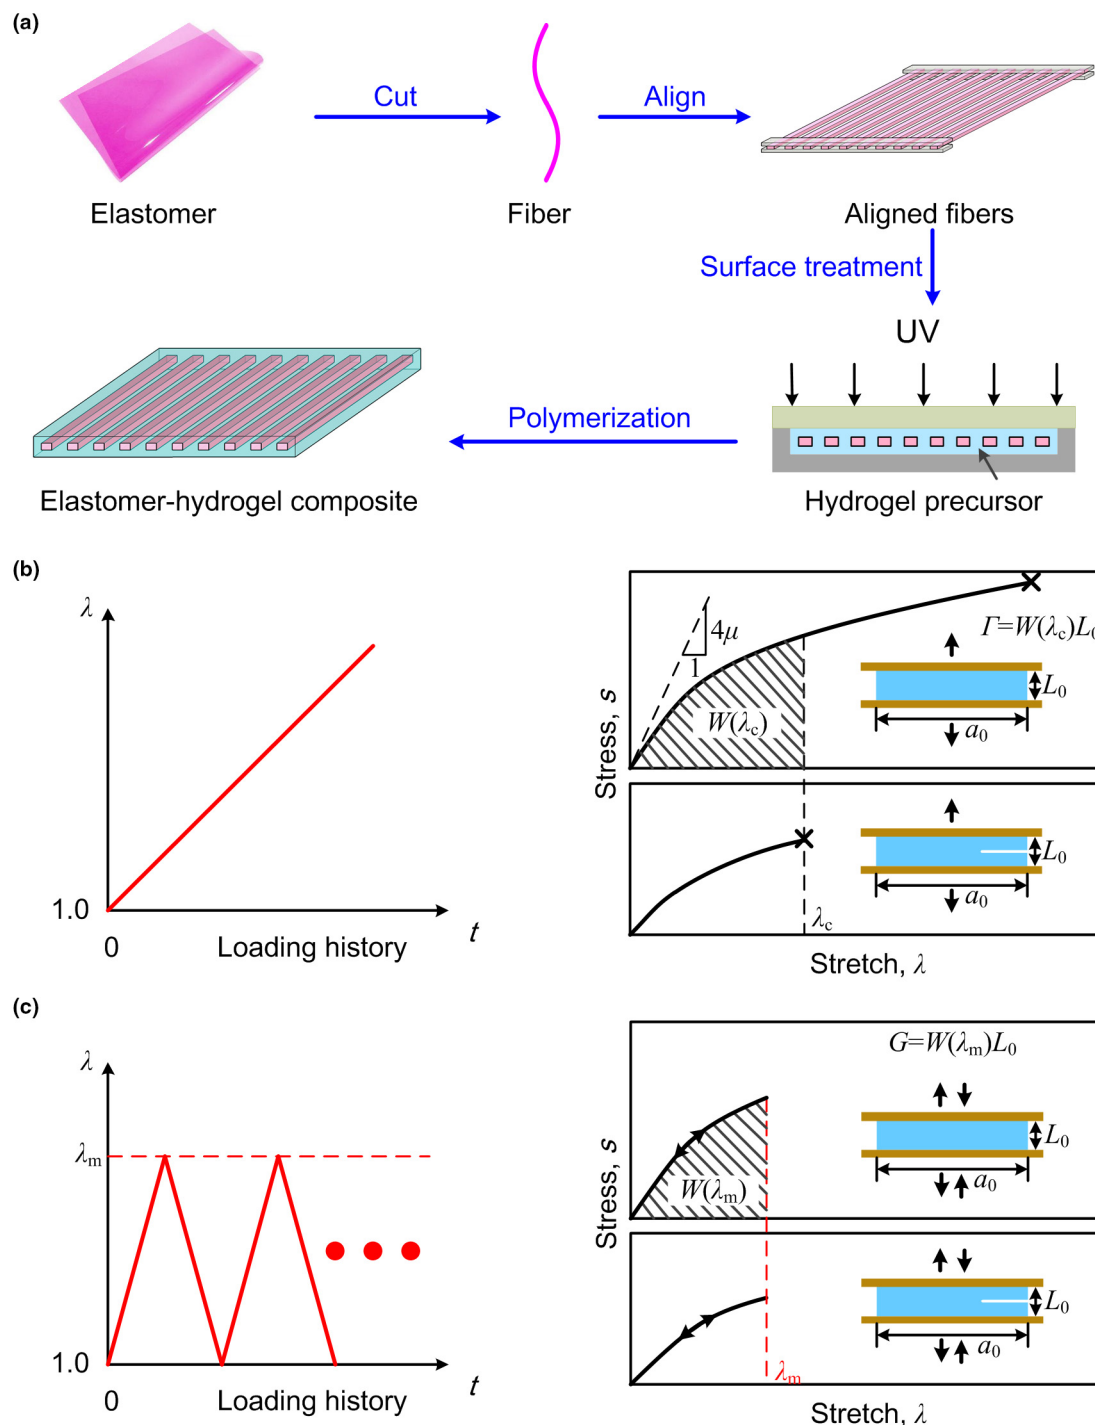 (a)
Cut
Align
Elastomer
Fiber
Aligned fibers
Surface treatment
UV
Polymerization
Elastomer-hydrogel composite
Hydrogel precursor
(b)
λ
1.0
0
Loading history
t
Stress, s
4μ
1
W(λc)
Γ=W(λc)L0
L0
a0
L0
a0
λc
Stretch, λ
(c)
λ
λm
1.0
0
Loading history
t
Stress, s
W(λm)
G=W(λm)L0
L0
a0
L0
a0
λm
Stretch, λ